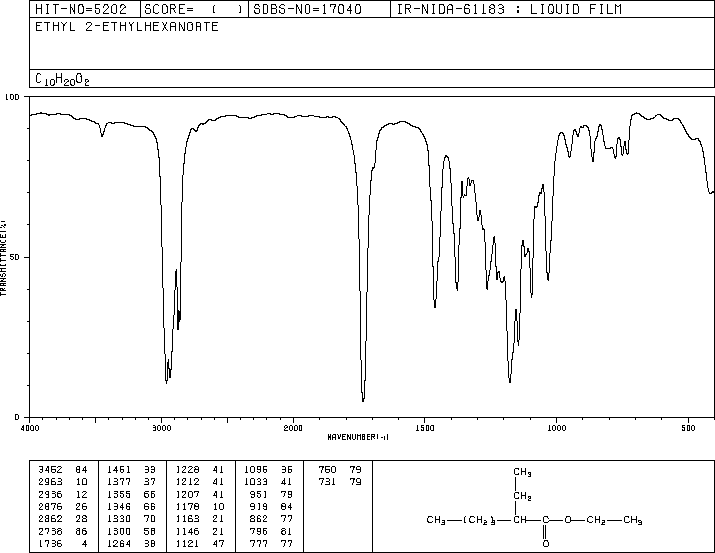 HIT-NO=5202 SCORE= ( ) SDBS-NO=17040 IR-NIDA-61183 : LIQUID FILM
ETHYL 2-ETHYLHEXANOATE
C10H20O2
100
50
0
TRANSMITTANCE(%)
4000 3000 2000 1500 1000 500
WAVENUMBER(-1)
3462 84 1461 33 1228 41 1096 36 760 79
2963 10 1377 37 1212 41 1033 41 731 79
2936 12 1355 66 1207 41 951 79
2876 26 1346 66 1178 10 919 84
2862 28 1330 70 1163 21 862 77
2738 86 1300 58 1146 21 796 81
1736 4 1264 38 1121 47 777 77
CH3
CH2
CH3 (CH2)3 CH C O CH2 CH3
O